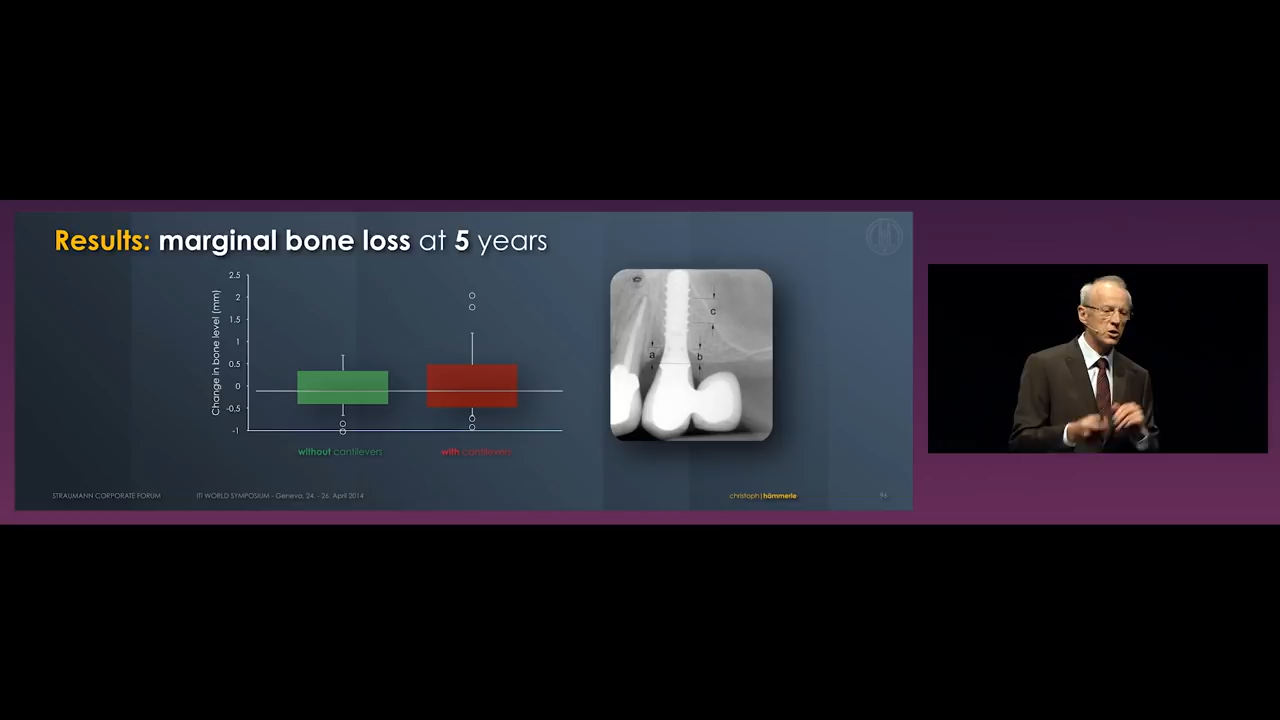 Results: marginal bone loss at 5 years
Change in bone level (mm)
2.5
2
1.5
1
0.5
0
-0.5
-1
without cantilevers
with cantilevers
a
b
c
STRAUMANN CORPORATE FORUM
ITI WORLD SYMPOSIUM - Geneva, 24. - 26. April 2014
christoph|hämmerle
96